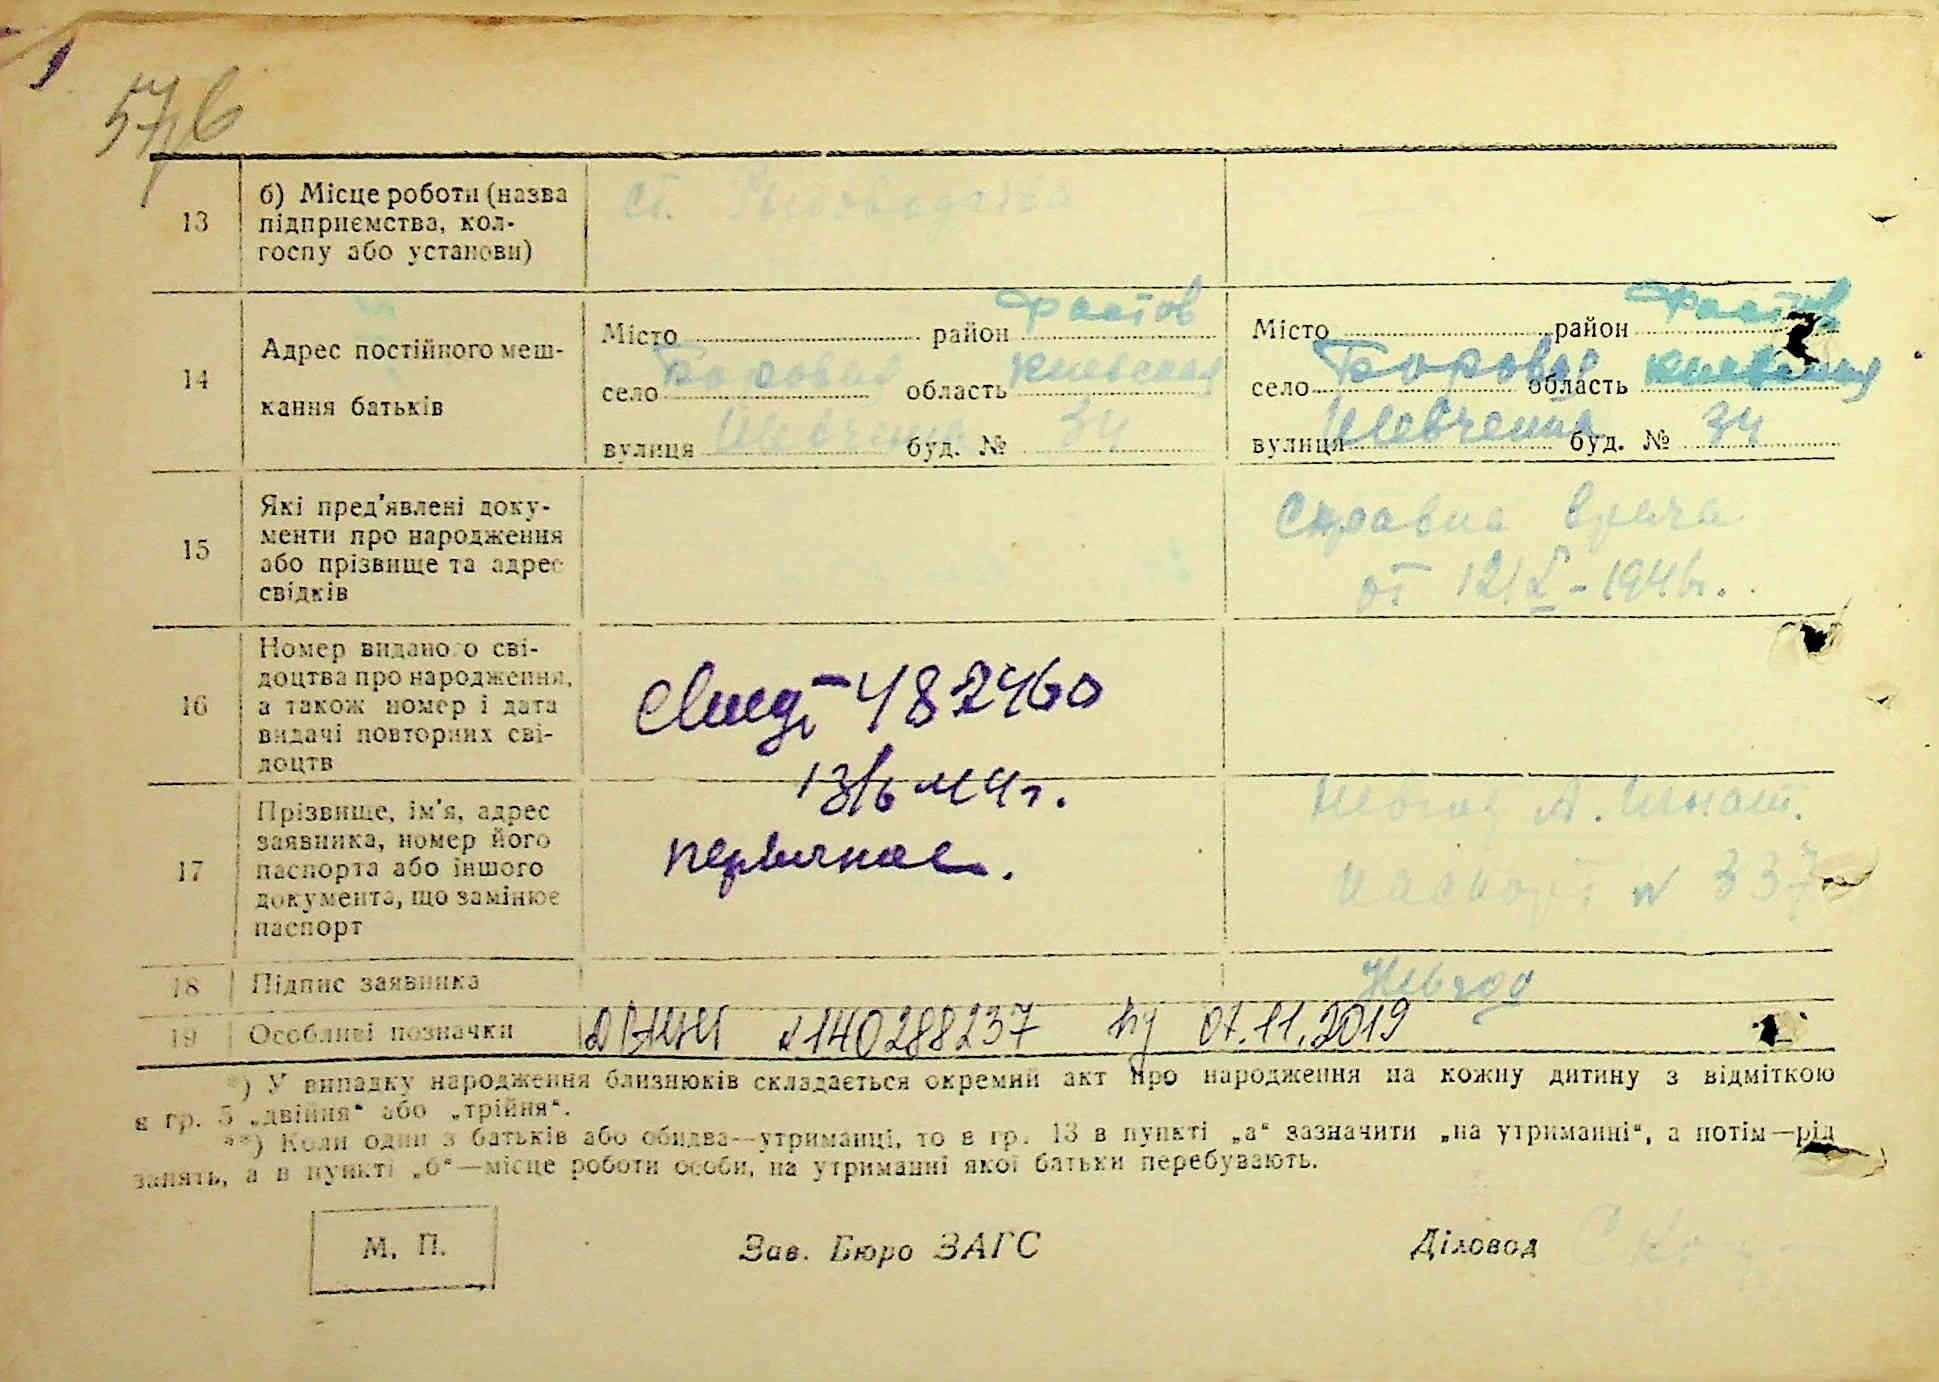 576
13
б) Місце роботи (назва
підприємства, кол-
госпу або установи)
ст.
14
Адрес постійного меш-
кання батьків
Місто район Фастов
село Боровая область Киевская
вулиця Шевченка буд. № 34
Місто район Фастов
село Боровая область Киевская
вулиця Шевченка буд. № 34
15
Які пред'явлені доку-
менти про народження
або прізвище та адрес
свідків
Справка врача
от 12/X - 1946г.
16
Номер виданого сві-
доцтва про народження,
а також номер і дата
видачі повторних сві-
доцтв
482460
первичное.
17
Прізвище, ім'я, адрес
заявника, номер його
паспорта або іншого
документа, що замінює
паспорт
А. Игнат.
Паспорт № 337
18
Підпис заявника
19
Особливі позначки
140288237 07.11.2019
*) У випадку народження близнюків складається окремий акт про народження на кожну дитину з відміткою
в гр. 5 „двійня“ або „трійня“.
**) Коли один з батьків або обидва—утриманці, то в гр. 13 в пункті „а“ зазначити „на утриманні“, а потім—рід
занять, а в пункті „б“—місце роботи особи, на утриманні якої батьки перебувають.
М. П.
Зав. Бюро ЗАГС
Діловод